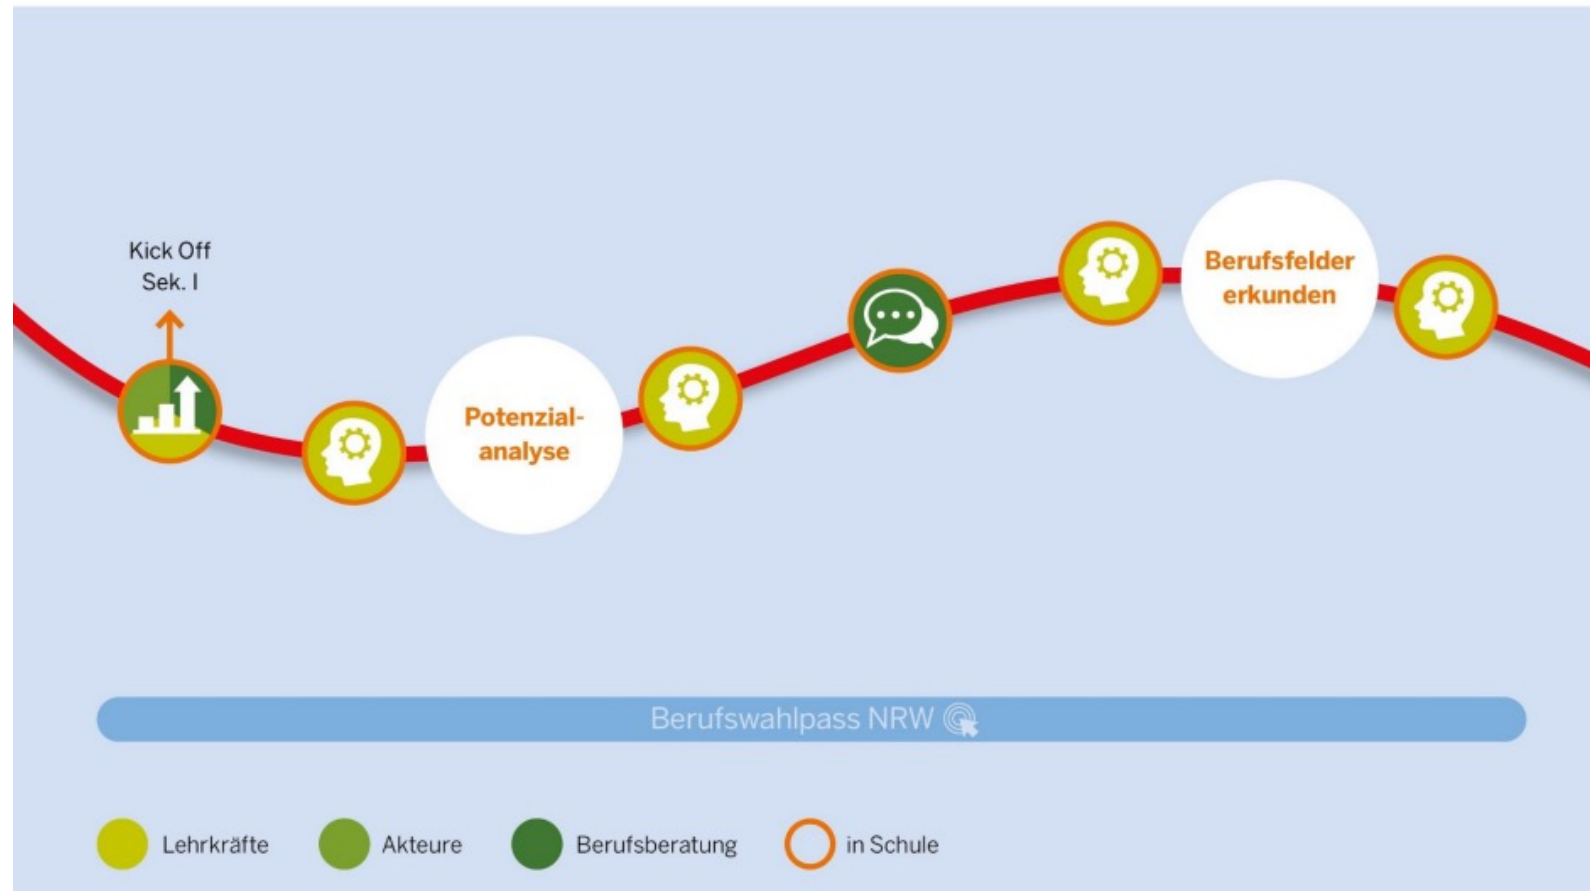 Kick Off
Sek. I
Potenzial-
analyse
Berufsfelder
erkunden
Berufswahlpass NRW
Lehrkräfte
Akteure
Berufsberatung
in Schule